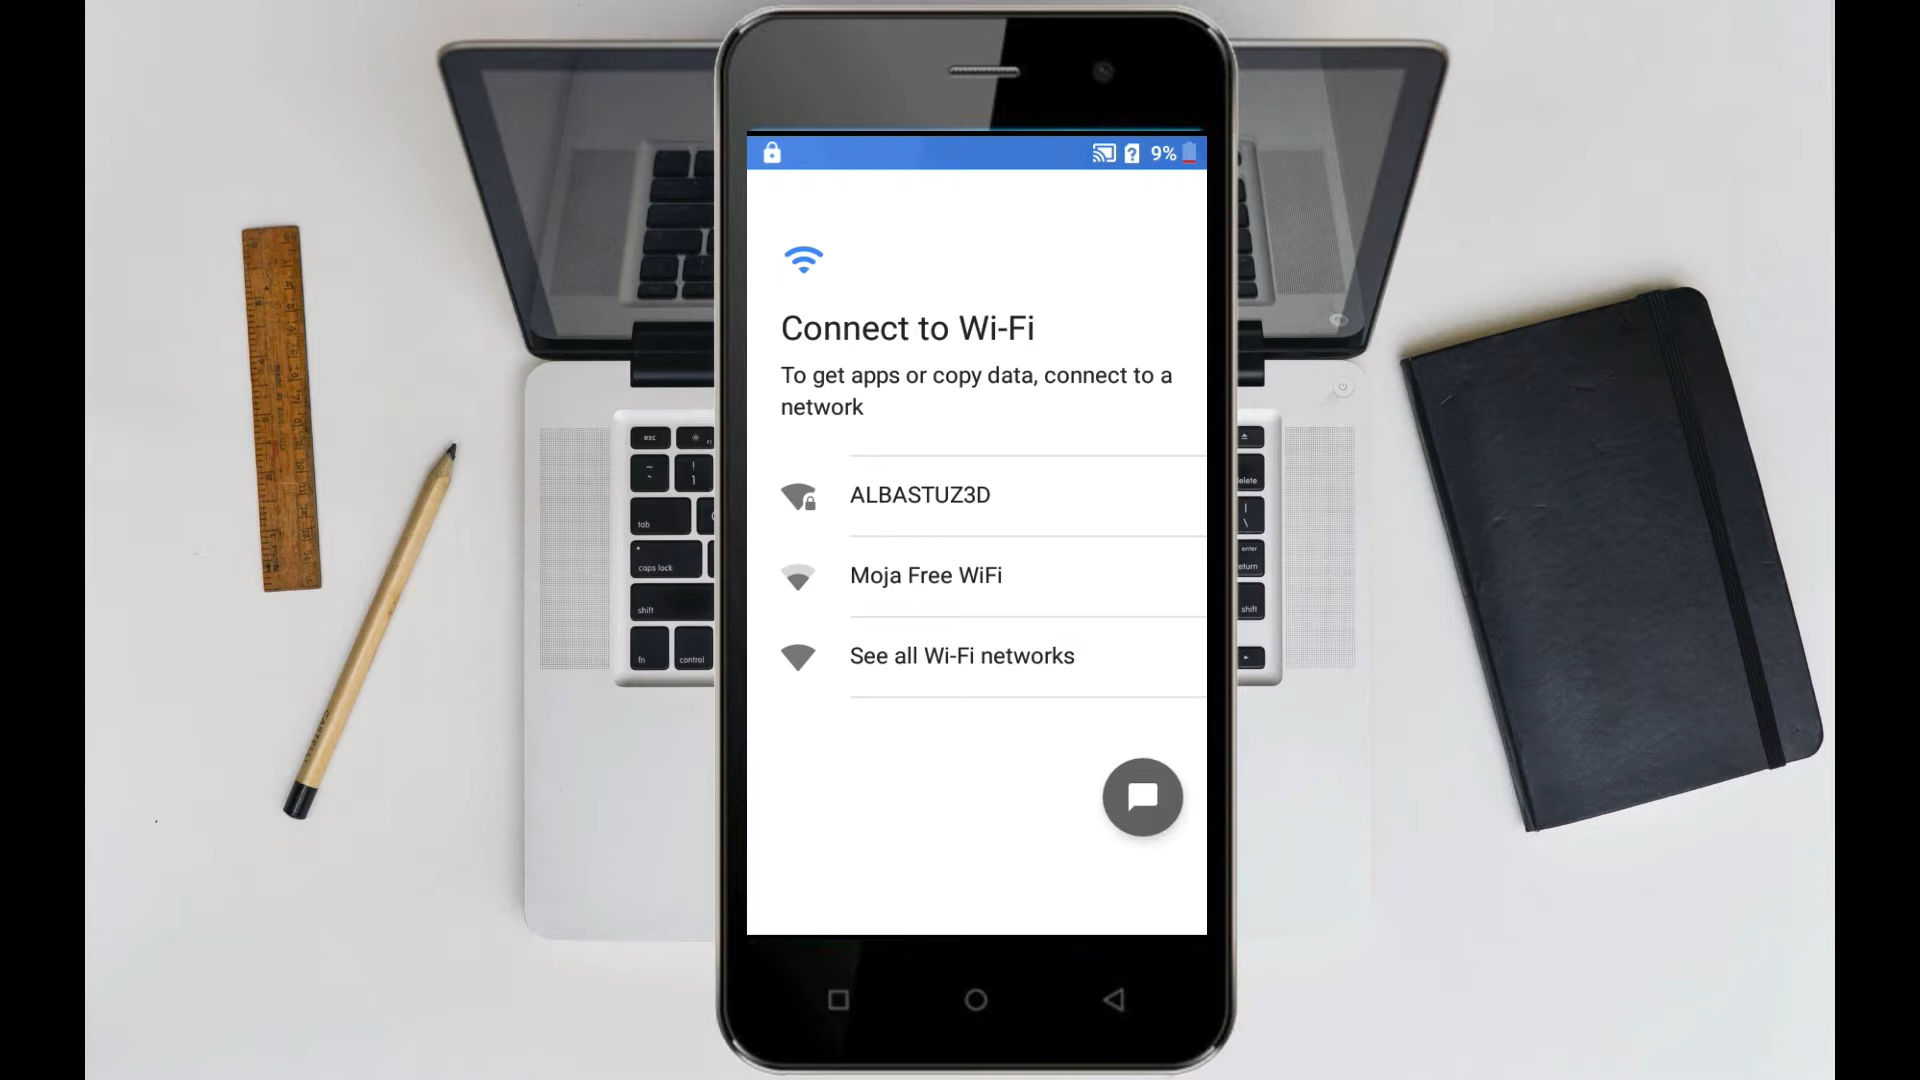 9%
Connect to Wi-Fi
To get apps or copy data, connect to a
network
ALBASTUZ3D
Moja Free WiFi
See all Wi-Fi networks
esc
delete
tab
caps lock
enter
return
shift
shift
fn
control